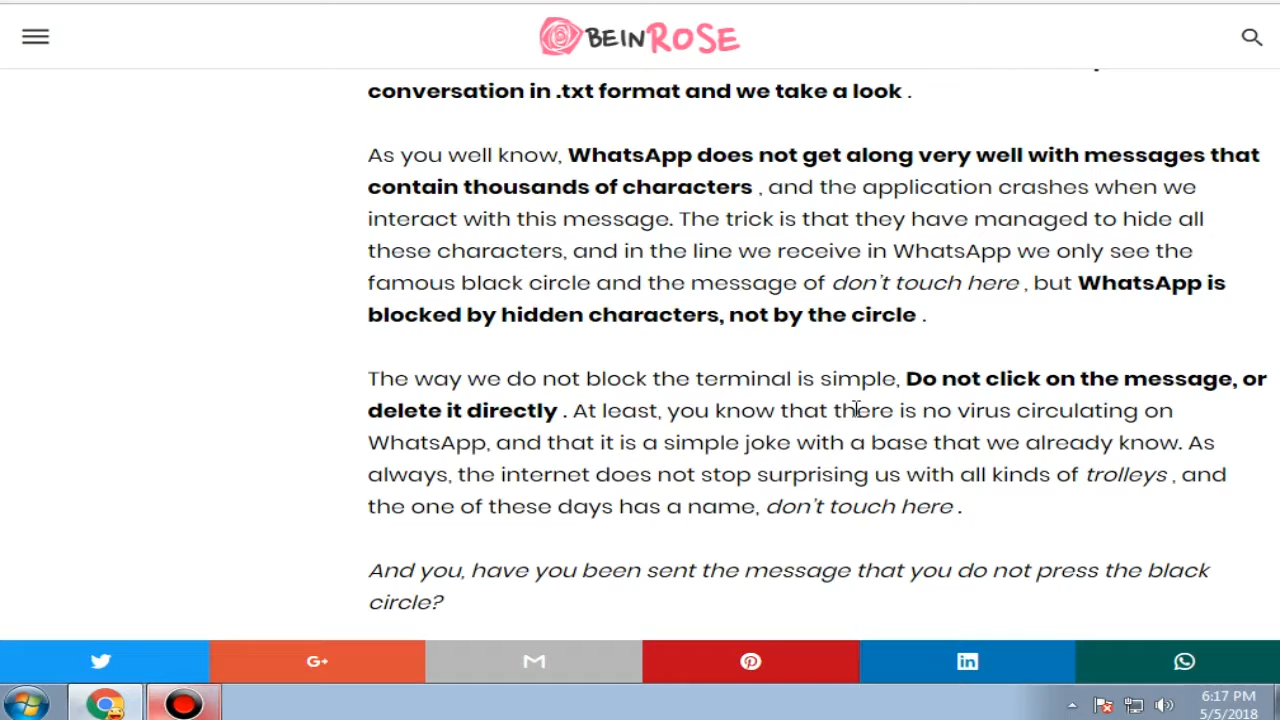 BEINROSE
conversation in .txt format and we take a look .
As you well know, WhatsApp does not get along very well with messages that
contain thousands of characters , and the application crashes when we
interact with this message. The trick is that they have managed to hide all
these characters, and in the line we receive in WhatsApp we only see the
famous black circle and the message of don't touch here , but WhatsApp is
blocked by hidden characters, not by the circle .
The way we do not block the terminal is simple, Do not click on the message, or
delete it directly . At least, you know that there is no virus circulating on
WhatsApp, and that it is a simple joke with a base that we already know. As
always, the internet does not stop surprising us with all kinds of trolleys , and
the one of these days has a name, don't touch here .
And you, have you been sent the message that you do not press the black
circle?
G+
in
6:17 PM
5/5/2018